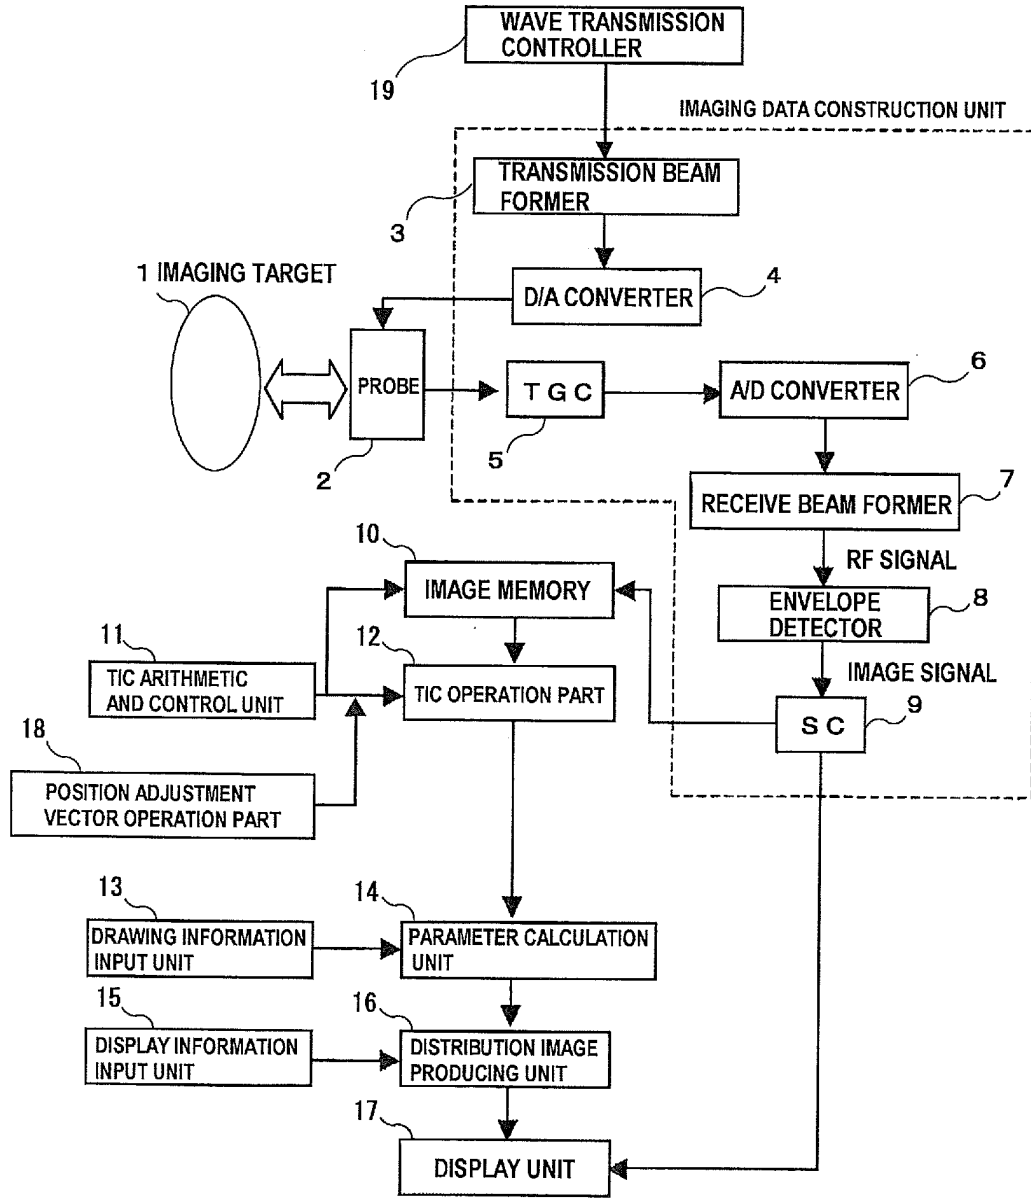 WAVE TRANSMISSION
CONTROLLER
19
IMAGING DATA CONSTRUCTION UNIT
TRANSMISSION BEAM
FORMER
3
1 IMAGING TARGET
D/A CONVERTER
4
PROBE
2
TGC
5
A/D CONVERTER
6
RECEIVE BEAM FORMER
7
RF SIGNAL
10
IMAGE MEMORY
ENVELOPE
DETECTOR
8
IMAGE SIGNAL
11
TIC ARITHMETIC
AND CONTROL UNIT
12
TIC OPERATION PART
SC
9
18
POSITION ADJUSTMENT
VECTOR OPERATION PART
13
DRAWING INFORMATION
INPUT UNIT
14
PARAMETER CALCULATION
UNIT
15
DISPLAY INFORMATION
INPUT UNIT
16
DISTRIBUTION IMAGE
PRODUCING UNIT
17
DISPLAY UNIT